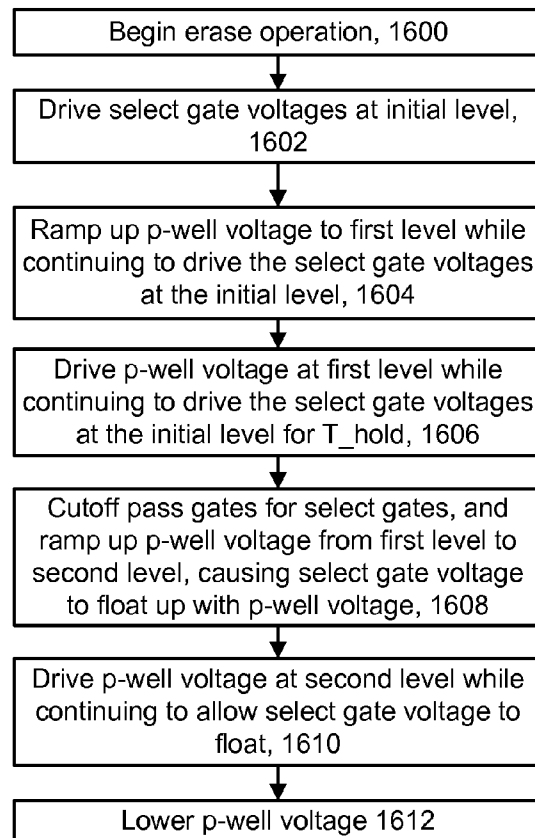 Begin erase operation, 1600
Drive select gate voltages at initial level,
1602
Ramp up p-well voltage to first level while
continuing to drive the select gate voltages
at the initial level, 1604
Drive p-well voltage at first level while
continuing to drive the select gate voltages
at the initial level for T_hold, 1606
Cutoff pass gates for select gates, and
ramp up p-well voltage from first level to
second level, causing select gate voltage
to float up with p-well voltage, 1608
Drive p-well voltage at second level while
continuing to allow select gate voltage to
float, 1610
Lower p-well voltage 1612